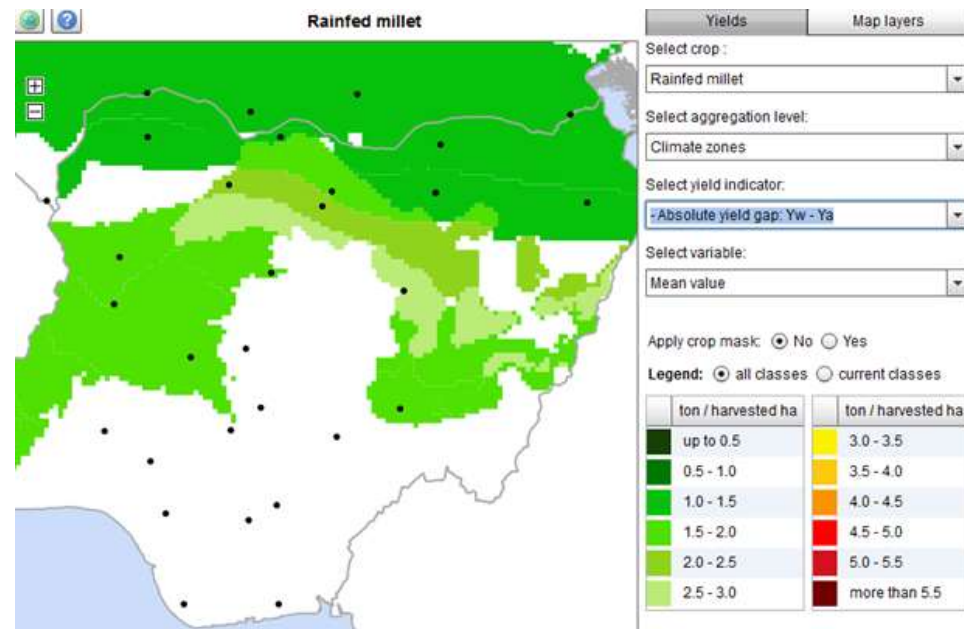 ?
Rainfed millet
Yields
Map layers
Select crop :
Rainfed millet
Select aggregation level:
Climate zones
Select yield indicator:
- Absolute yield gap: Yw - Ya
Select variable:
Mean value
Apply crop mask: No Yes
Legend: all classes current classes
ton / harvested ha
up to 0.5
0.5 - 1.0
1.0 - 1.5
1.5 - 2.0
2.0 - 2.5
2.5 - 3.0
ton / harvested ha
3.0 - 3.5
3.5 - 4.0
4.0 - 4.5
4.5 - 5.0
5.0 - 5.5
more than 5.5